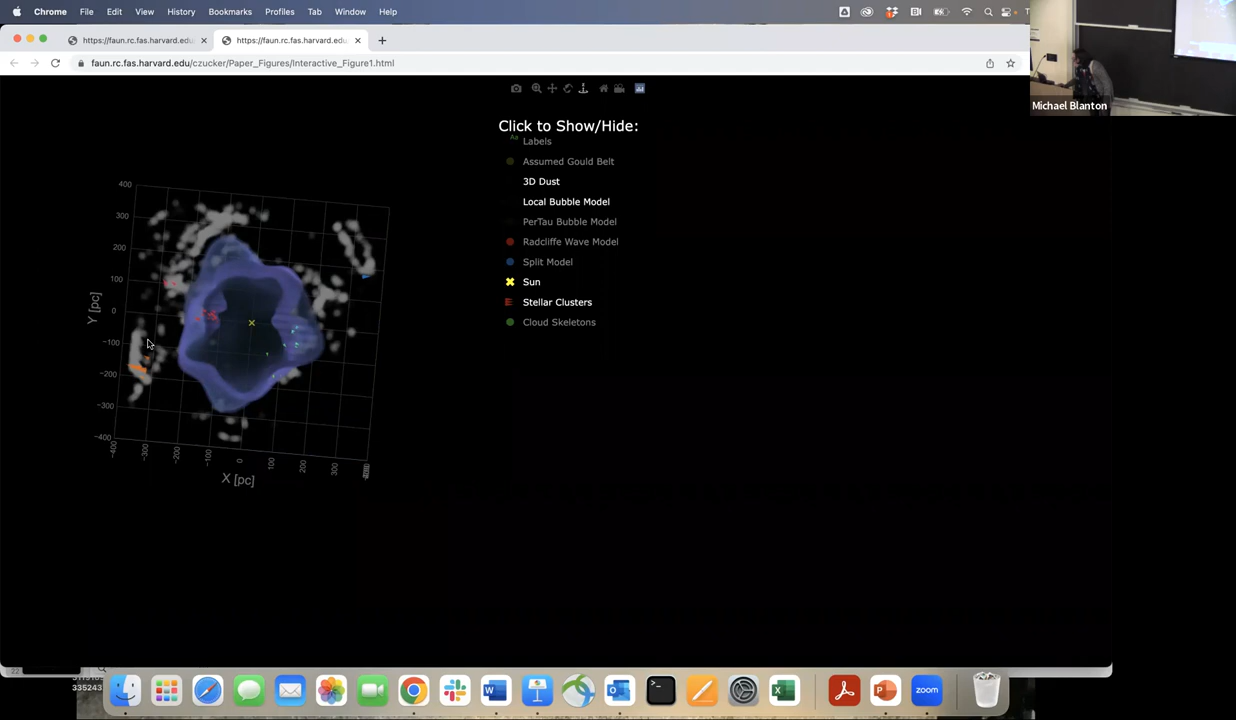 Chrome File Edit View History Bookmarks Profiles Tab Window Help
https://faun.rc.fas.harvard.edu
https://faun.rc.fas.harvard.edu
faun.rc.fas.harvard.edu/czucker/Paper_Figures/Interactive_Figure1.html
Michael Blanton
Click to Show/Hide:
Aa Labels
Assumed Gould Belt
3D Dust
Local Bubble Model
PerTau Bubble Model
Radcliffe Wave Model
Split Model
Sun
Stellar Clusters
Cloud Skeletons
400
300
200
100
0
−100
−200
−300
−400
Y [pc]
−400 −300 −200 −100 0 100 200 300
X [pc]
22
335243
zoom